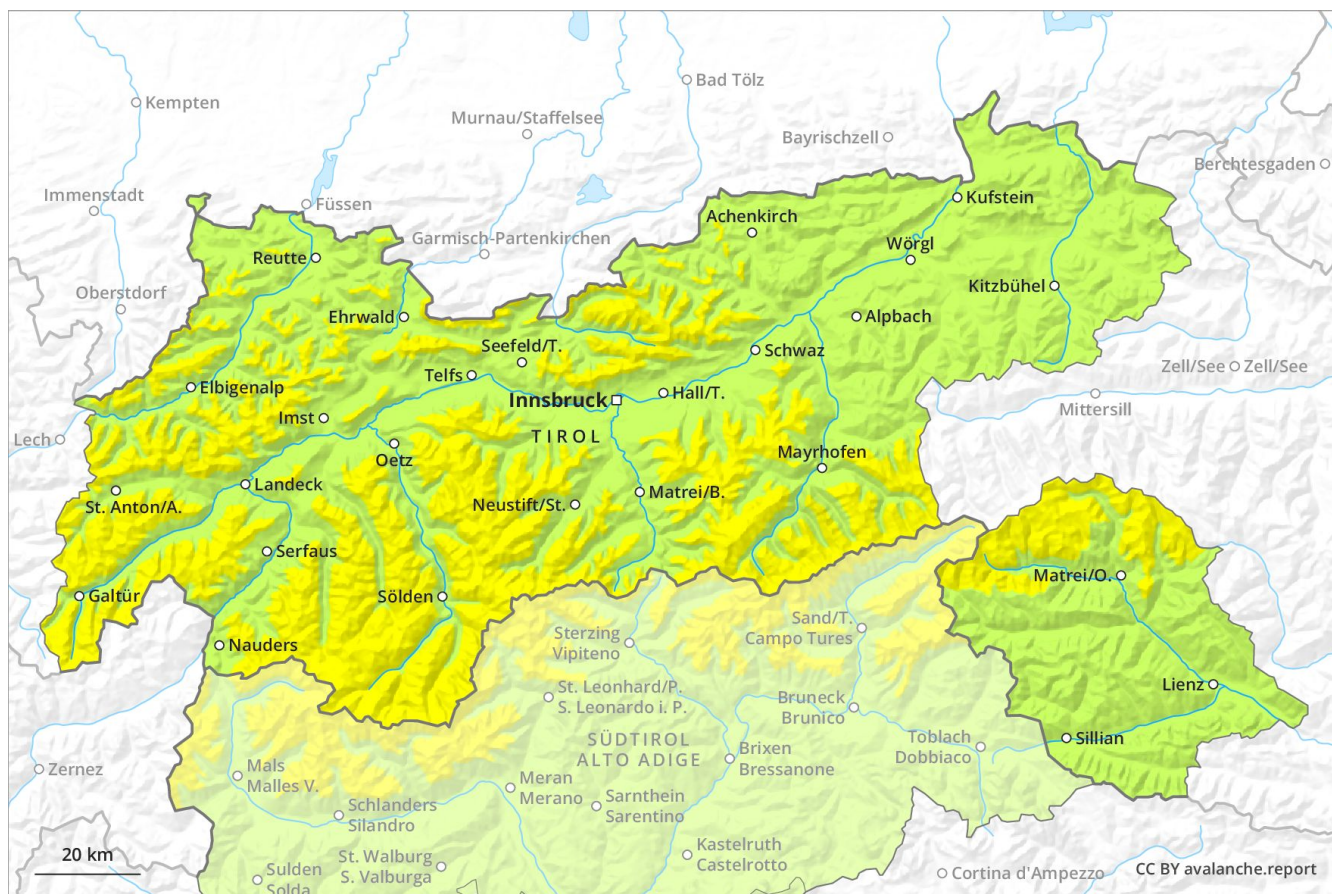 Kempten
Bad Tölz
Murnau/Staffelsee
Bayrischzell
Berchtesgaden
Immenstadt
Füssen
Kufstein
Achenkirch
Garmisch-Partenkirchen
Wörgl
Reutte
Kitzbühel
Oberstdorf
Ehrwald
Alpbach
Seefeld/T.
Schwaz
Telfs
Zell/See
Zell/See
Elbigenalp
Innsbruck
Hall/T.
Mittersill
Imst
Lech
TIROL
Oetz
Mayrhofen
Landeck
Matrei/B.
St. Anton/A.
Neustift/St.
Serfaus
Matrei/O.
Galtür
Sölden
Sand/T.
Campo Tures
Sterzing
Vipiteno
Nauders
Lienz
St. Leonhard/P.
S. Leonardo i. P.
Bruneck
Brunico
SÜDTIROL
ALTO ADIGE
Toblach
Dobbiaco
Sillian
Brixen
Bressanone
Zernez
Mals
Malles V.
Meran
Merano
Sarnthein
Sarentino
Schlanders
Silandro
20 km
St. Walburg
S. Valburga
Kastelruth
Castelrotto
Sulden
Solda
Cortina d'Ampezzo
CC BY avalanche.report